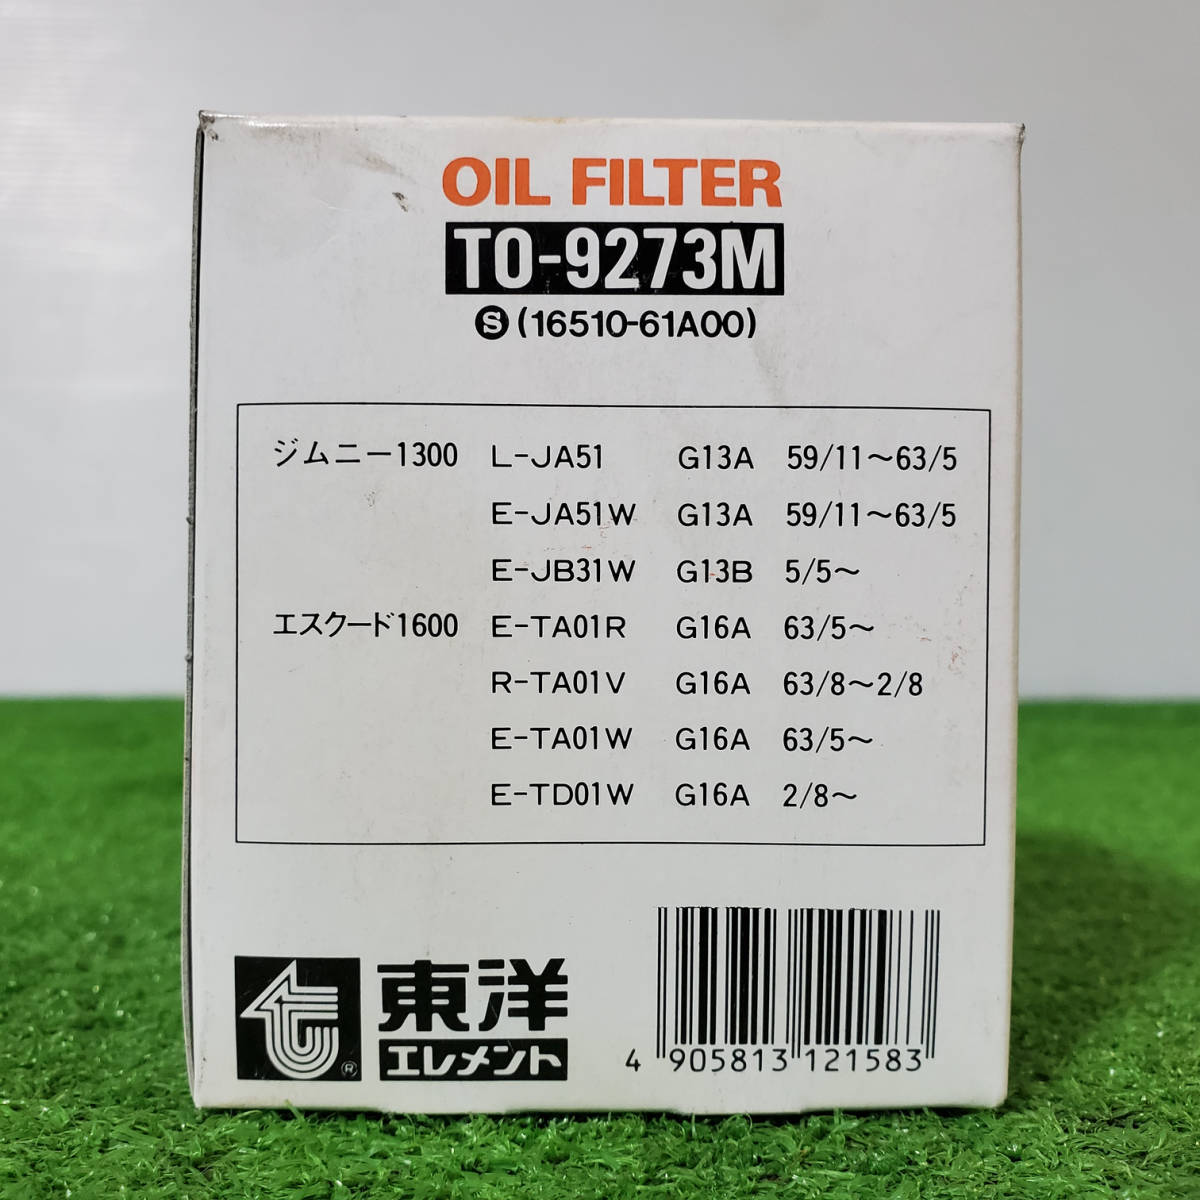 OIL FILTER
TO-9273M
Ⓢ(16510-61A00)
ジムニー1300 L-JA51 G13A 59/11～63/5
E-JA51W G13A 59/11～63/5
E-JB31W G13B 5/5～
エスクード1600 E-TA01R G16A 63/5～
R-TA01V G16A 63/8～2/8
E-TA01W G16A 63/5～
E-TD01W G16A 2/8～
東洋
エレメント
®
4 905813 121583